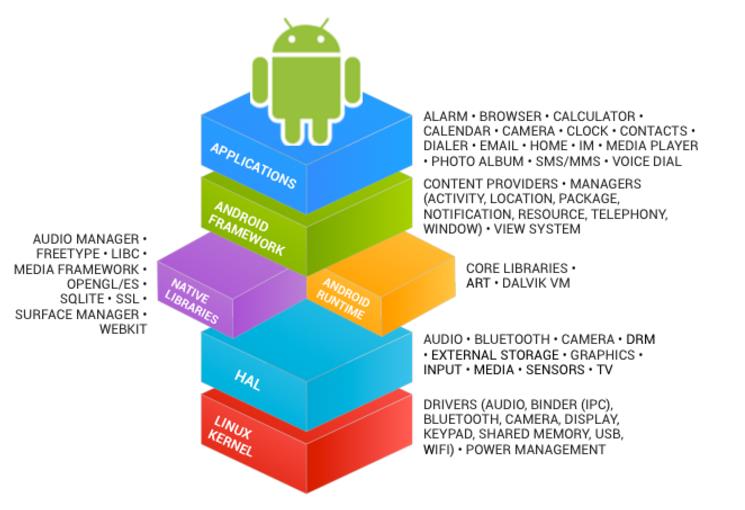 ALARM • BROWSER • CALCULATOR •
CALENDAR • CAMERA • CLOCK • CONTACTS •
DIALER • EMAIL • HOME • IM • MEDIA PLAYER
• PHOTO ALBUM • SMS/MMS • VOICE DIAL
APPLICATIONS
CONTENT PROVIDERS • MANAGERS
(ACTIVITY, LOCATION, PACKAGE,
NOTIFICATION, RESOURCE, TELEPHONY,
WINDOW) • VIEW SYSTEM
ANDROID
FRAMEWORK
AUDIO MANAGER •
FREETYPE • LIBC •
MEDIA FRAMEWORK •
OPENGL/ES •
SQLITE • SSL •
SURFACE MANAGER •
WEBKIT
NATIVE
LIBRARIES
ANDROID
RUNTIME
CORE LIBRARIES •
ART • DALVIK VM
HAL
AUDIO • BLUETOOTH • CAMERA • DRM
• EXTERNAL STORAGE • GRAPHICS •
INPUT • MEDIA • SENSORS • TV
LINUX
KERNEL
DRIVERS (AUDIO, BINDER (IPC),
BLUETOOTH, CAMERA, DISPLAY,
KEYPAD, SHARED MEMORY, USB,
WIFI) • POWER MANAGEMENT